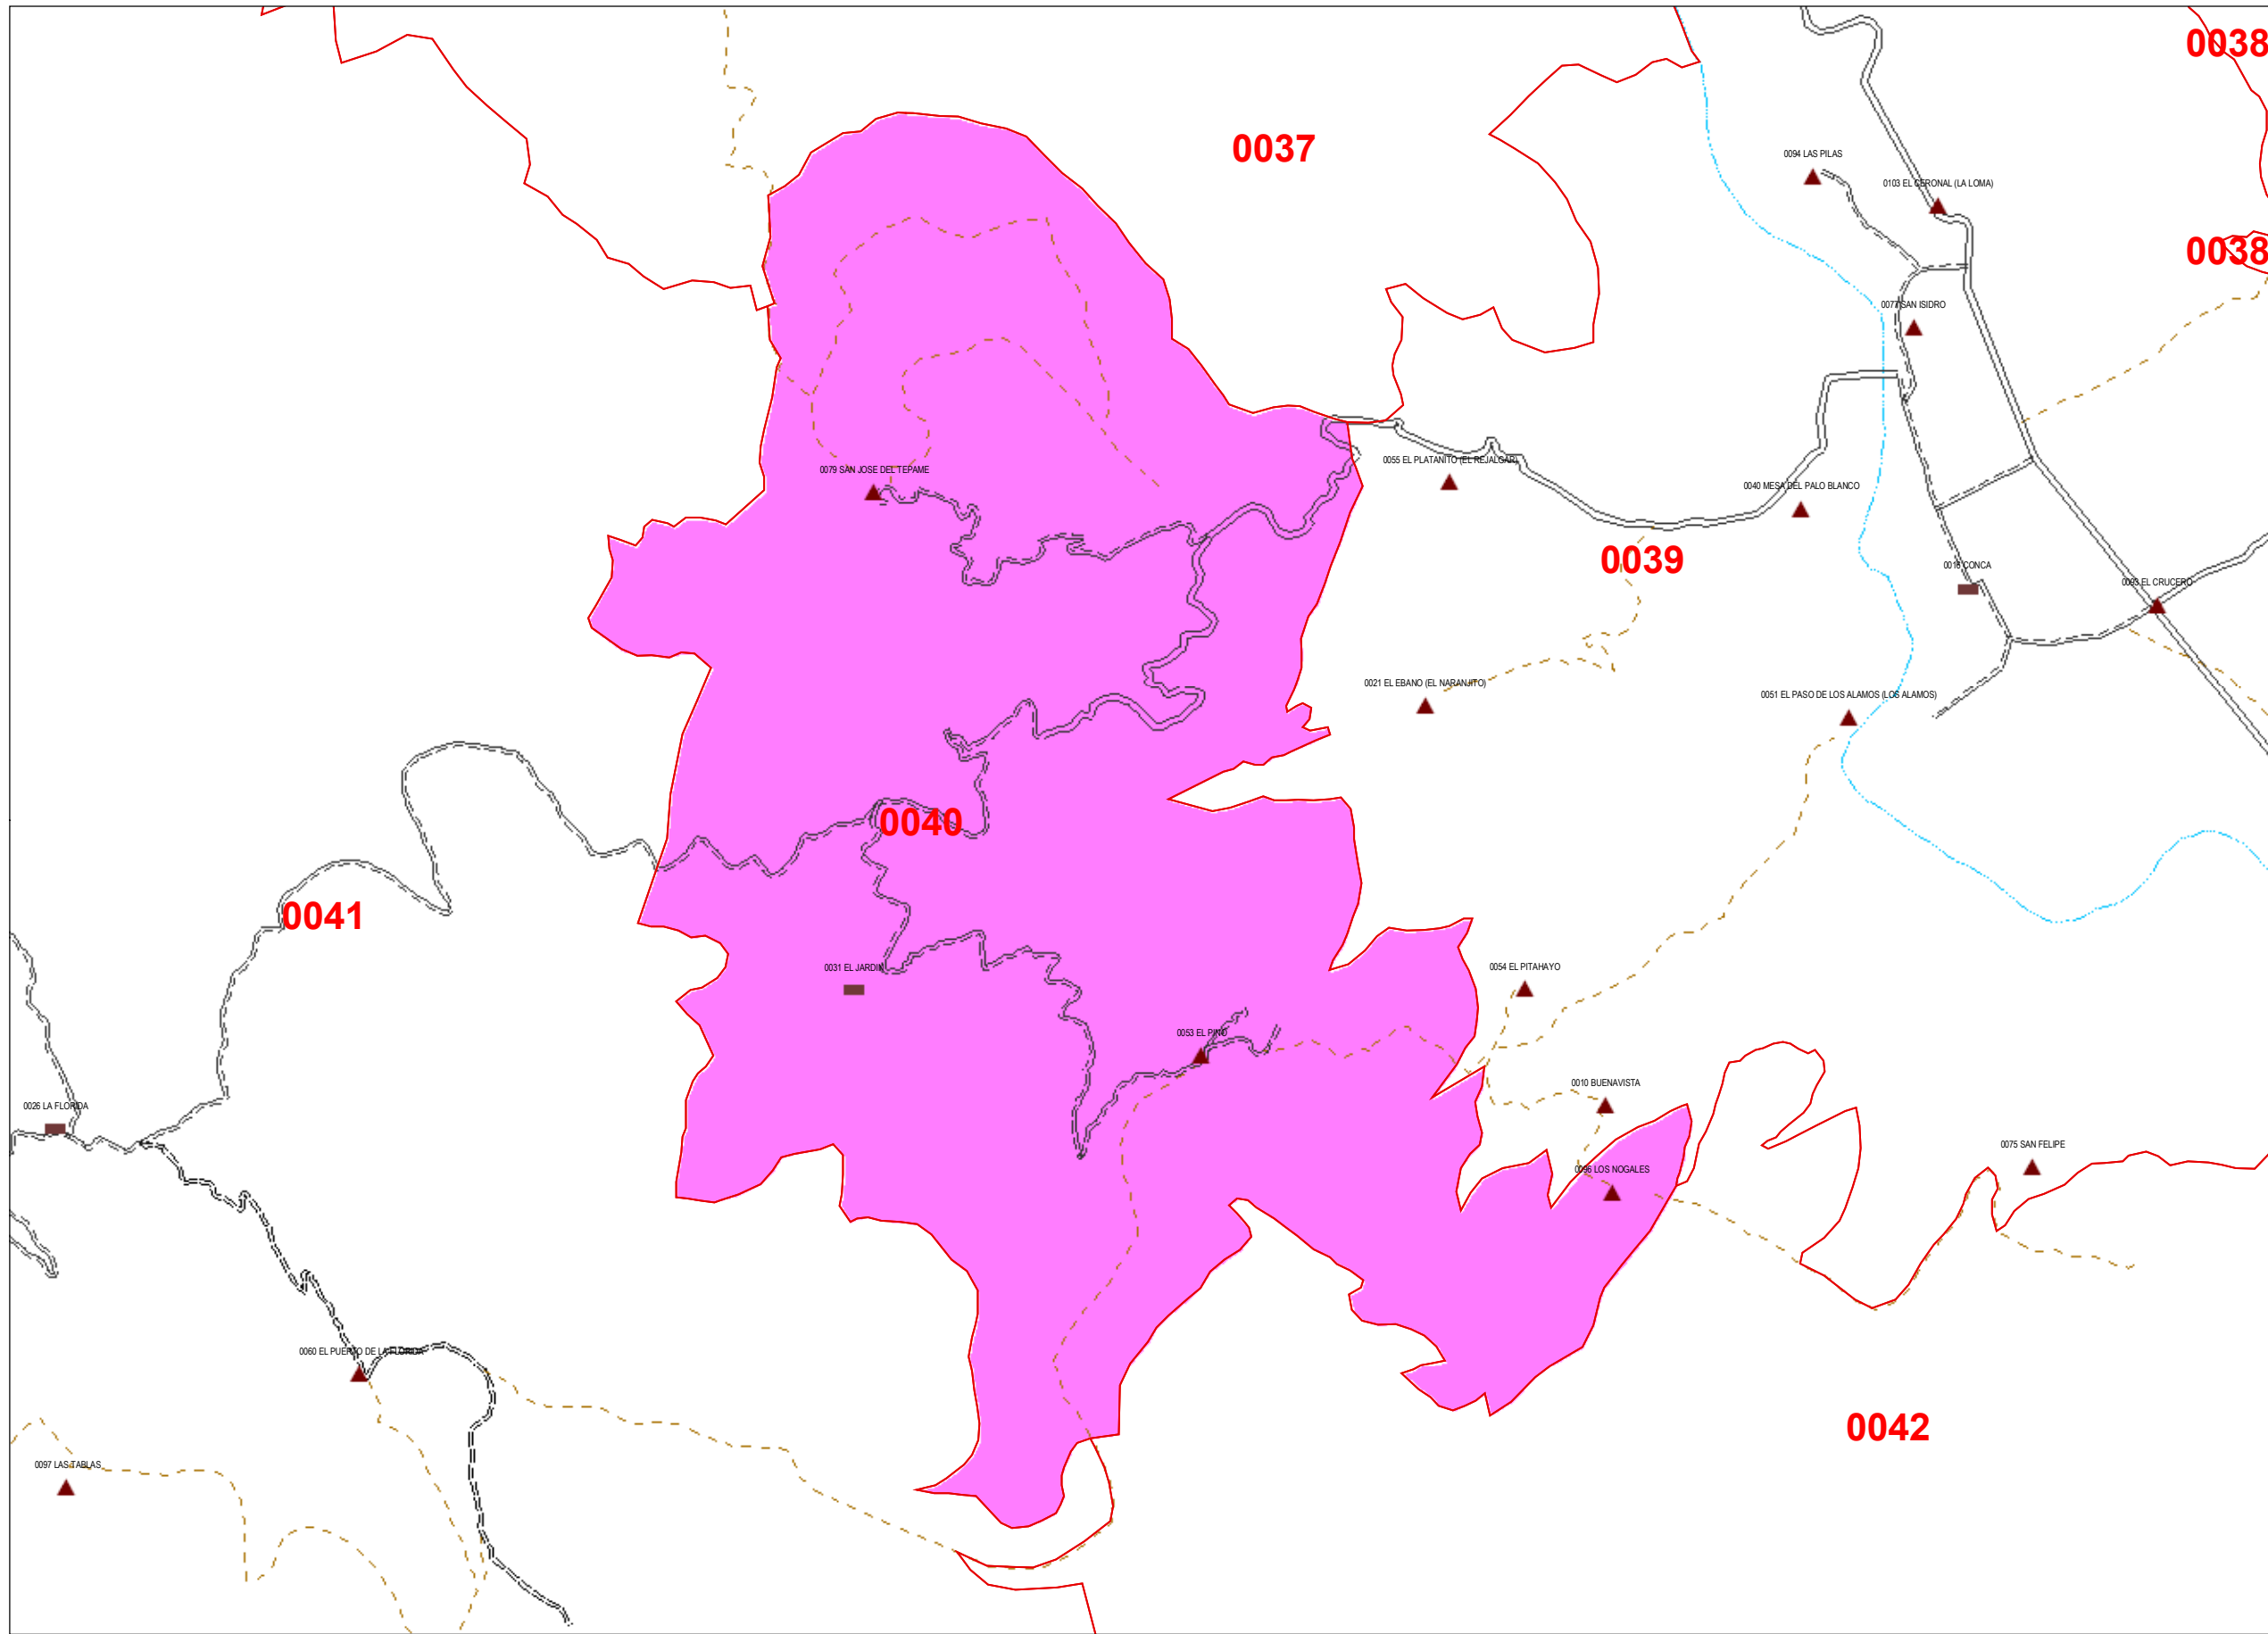 0038
0037
0094 LAS PILAS
0103 EL CERONAL (LA LOMA)
0038
0077 SAN ISIDRO
0055 EL PLATANITO (EL REJALGAR)
0079 SAN JOSE DEL TEPAME
0040 MESA DEL PALO BLANCO
0039
0016 CONCA
0093 EL CRUCERO
0021 EL EBANO (EL NARANJITO)
0051 EL PASO DE LOS ALAMOS (LOS ALAMOS)
0040
0041
0031 EL JARDIN
0054 EL PITAHAYO
0053 EL PINO
0010 BUENAVISTA
0026 LA FLORIDA
0075 SAN FELIPE
0096 LOS NOGALES
0060 EL PUERTO DE LA FLORIDA
0042
0097 LAS TABLAS